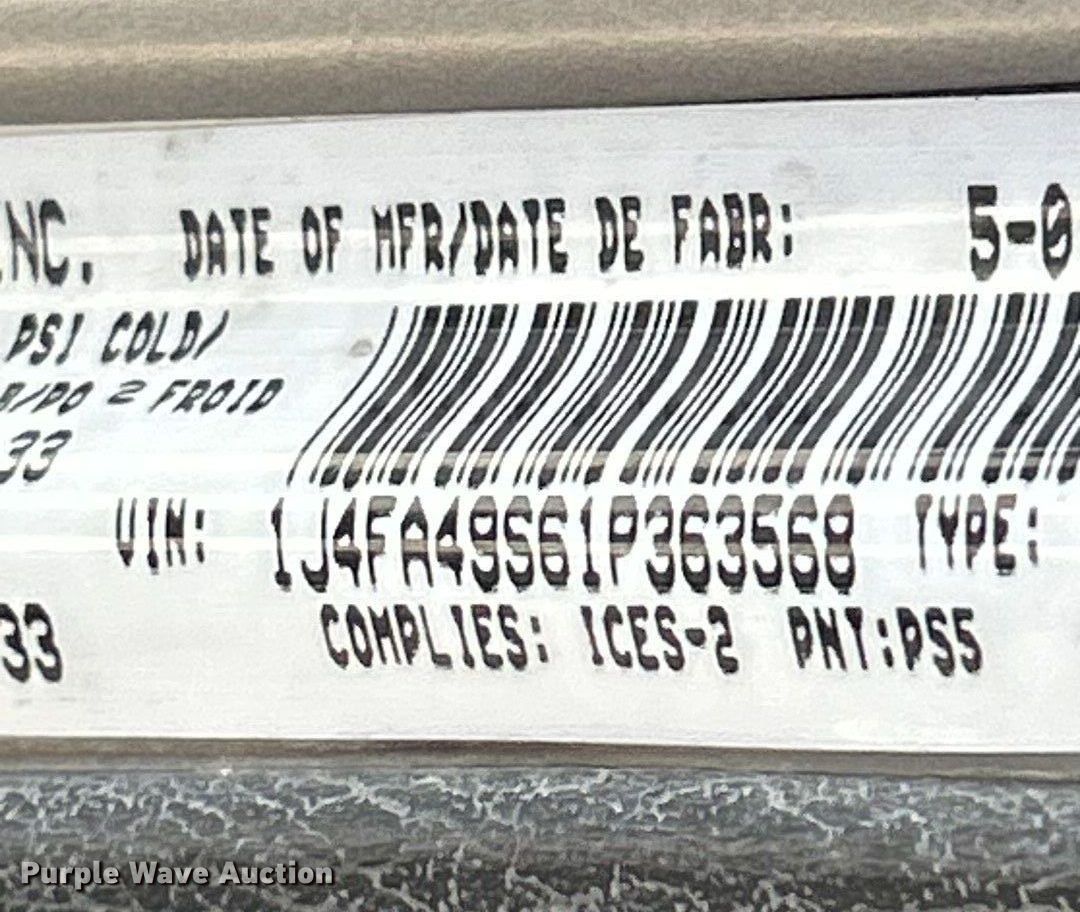 INC. DATE OF MFR/DATE DE FABR: 5-0
PSI COLD/
B/PO 2 FROID
33
VIN: 1J4FA49S61P363568 TYPE:
33 COMPLIES: ICES-2 PNT:PS5
Purple Wave Auction